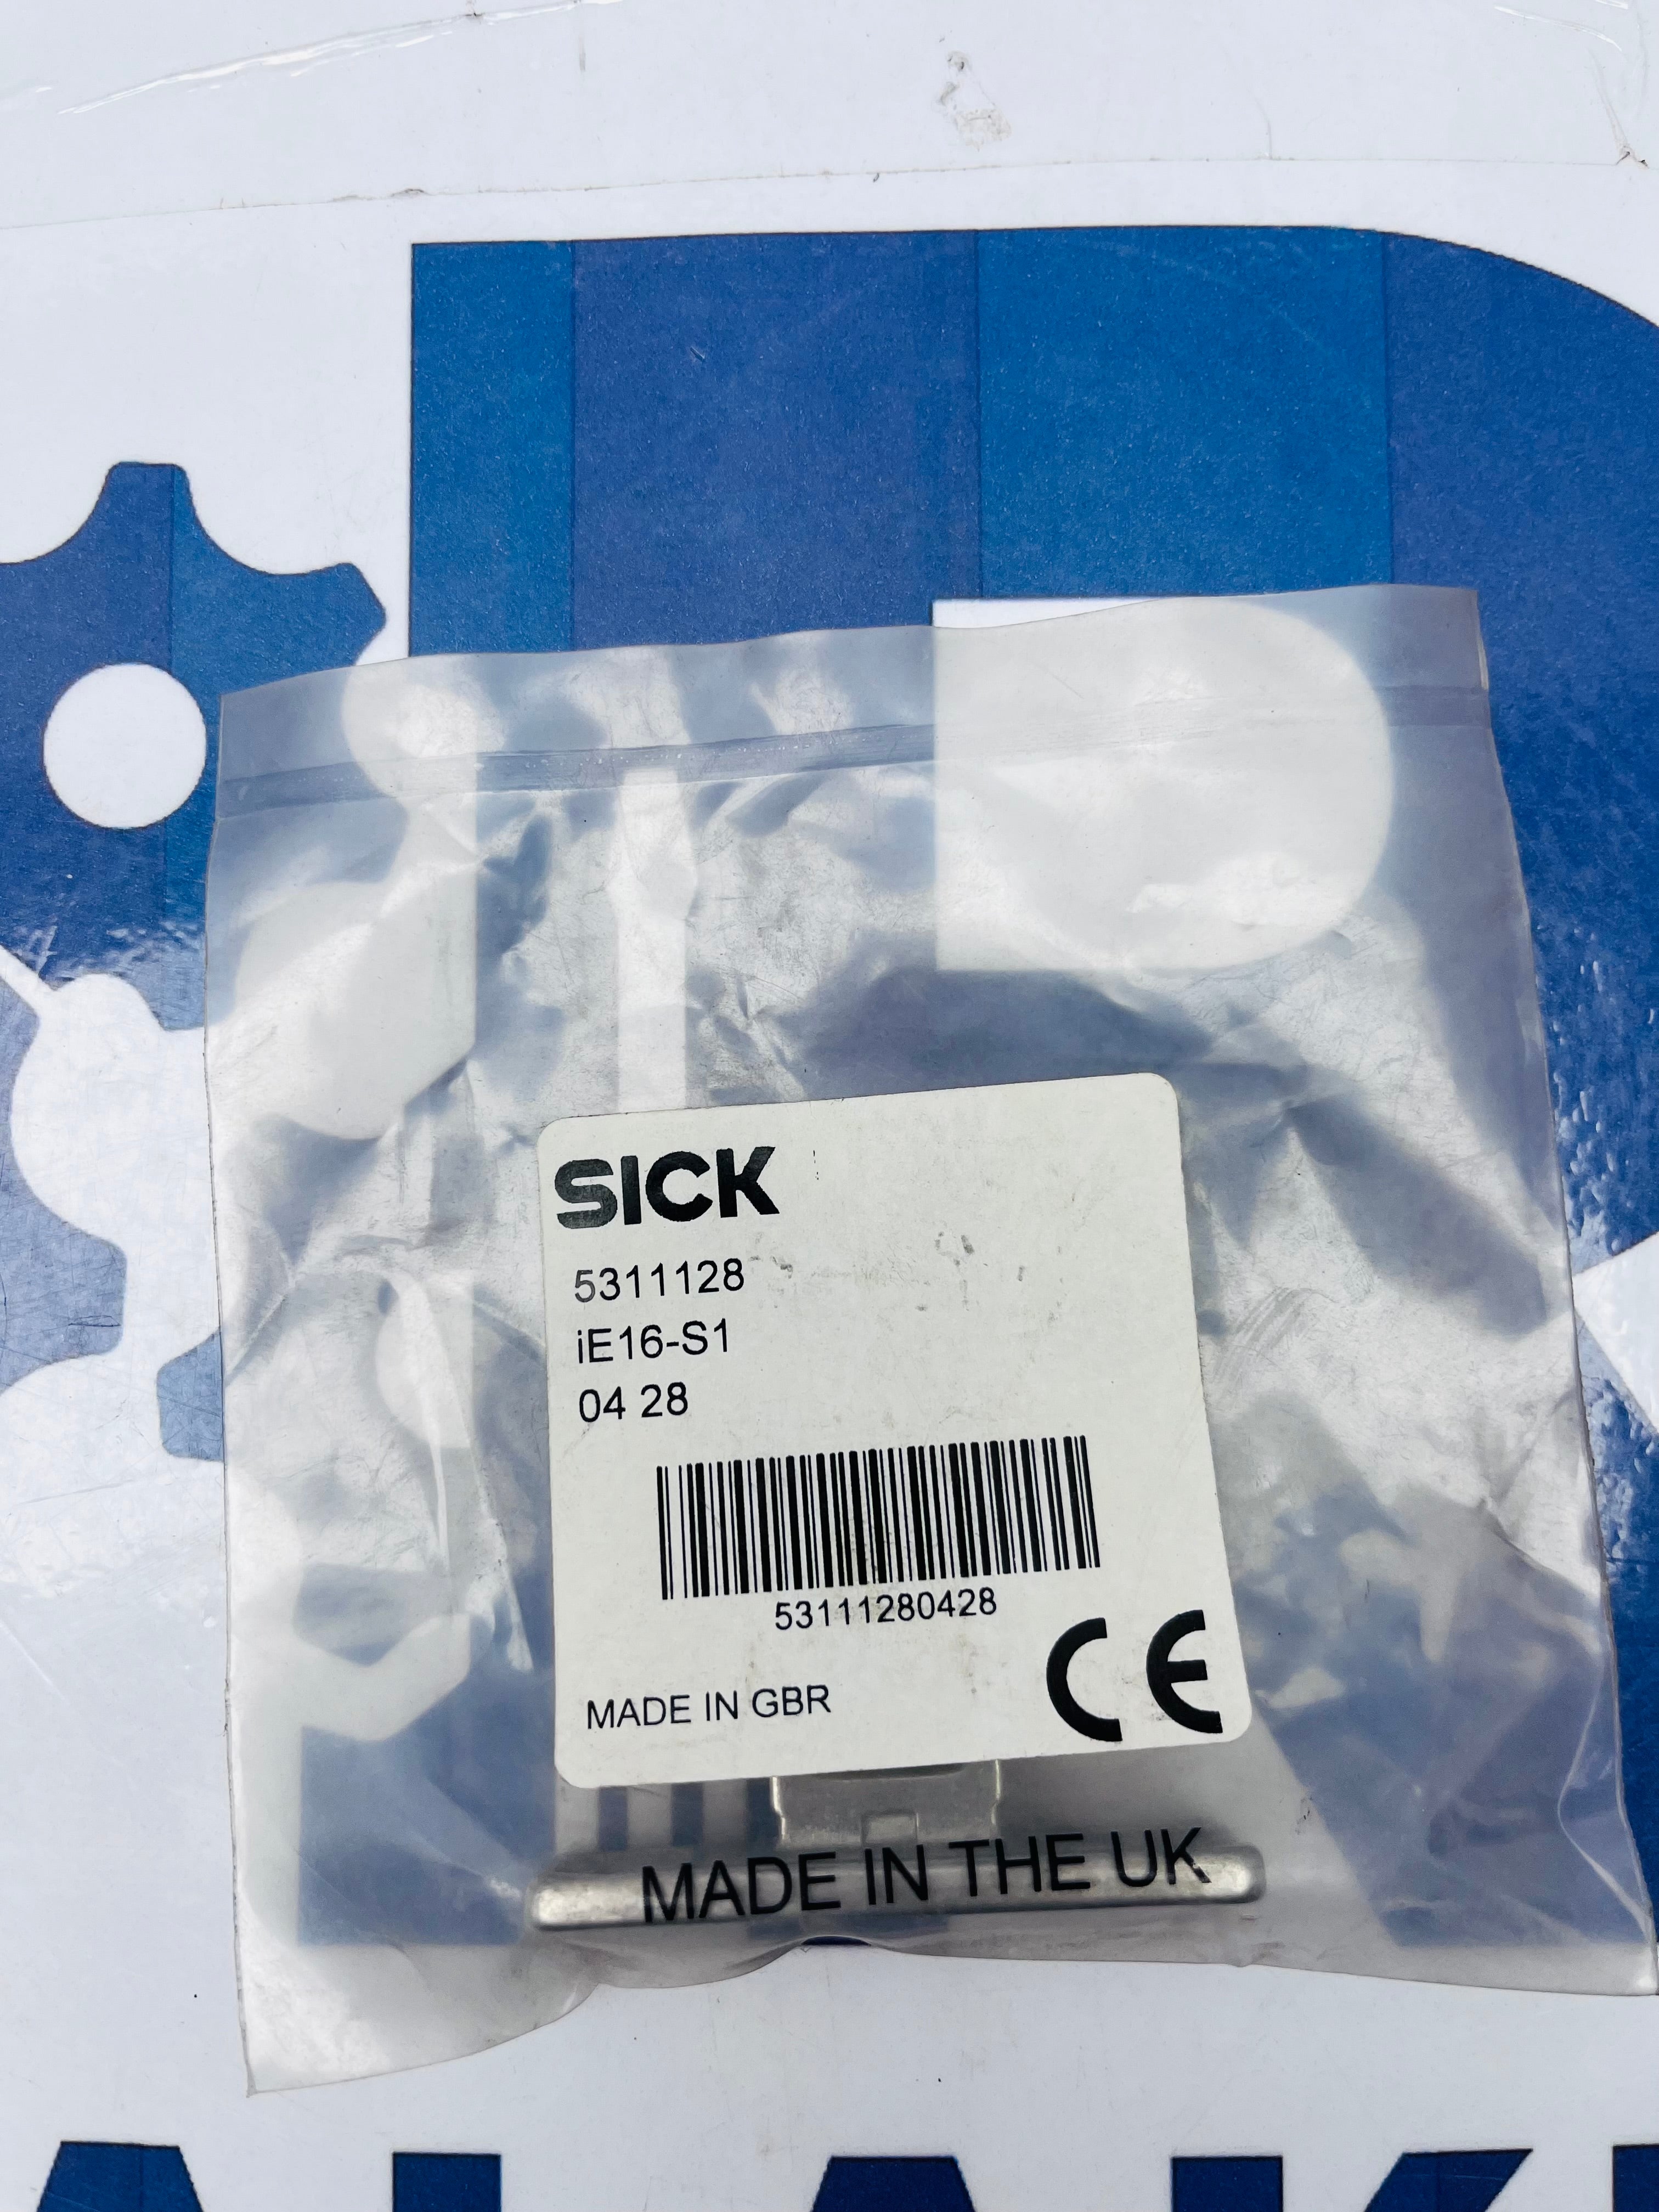 SICK
5311128
iE16-S1
04 28
53111280428
MADE IN GBR
CE
MADE IN THE UK